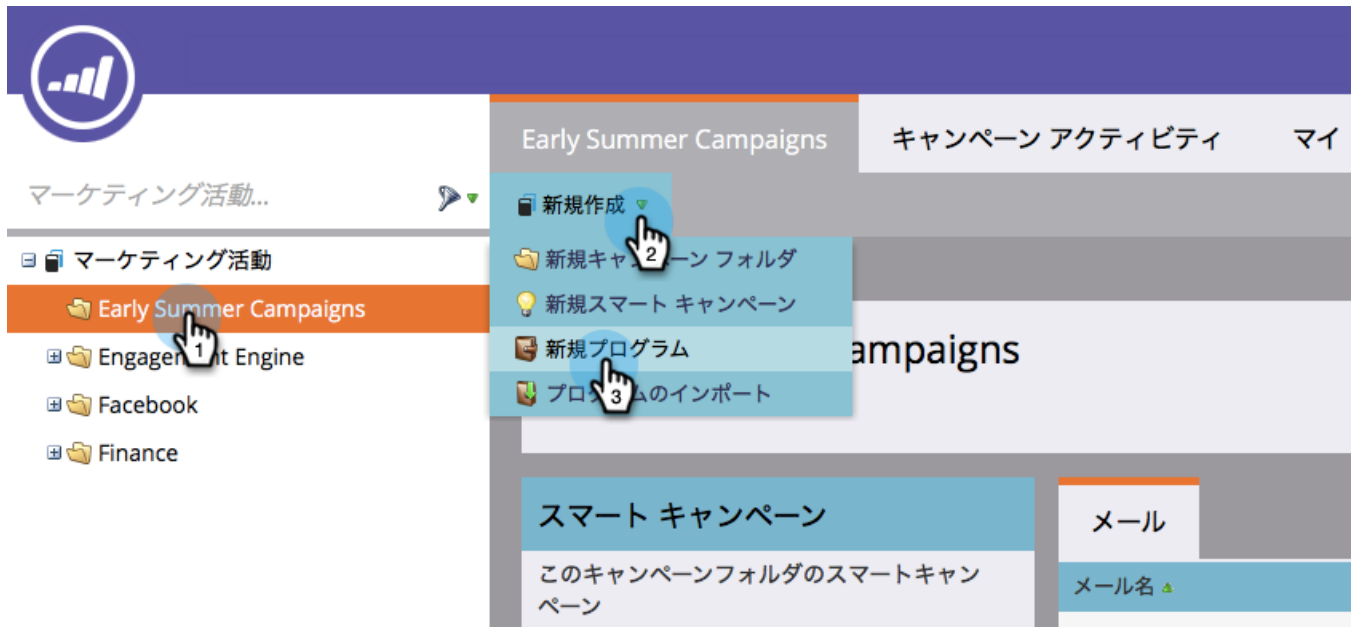 Early Summer Campaigns
キャンペーン アクティビティ
マイ
マーケティング活動...
新規作成
2
マーケティング活動
Early Summer Campaigns
1
Engagement Engine
Facebook
Finance
新規キャ ーン フォルダ
新規スマート キャンペーン
新規プログラム
3
プロ ムのインポート
ampaigns
スマート キャンペーン
このキャンペーンフォルダのスマートキャン
ペーン
メール
メール名